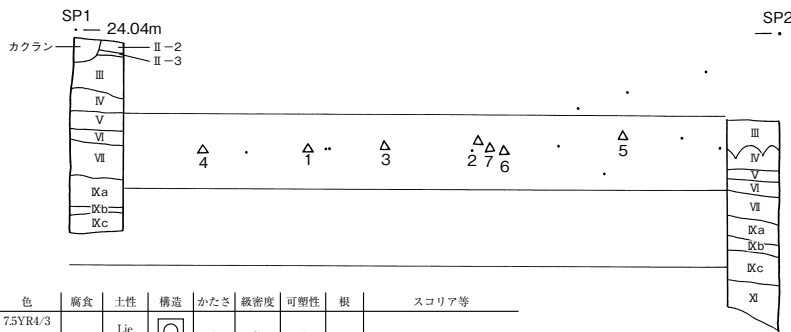 SP1
24.04m
SP2
カクラン
Ⅱ-2
Ⅱ-3
Ⅲ
Ⅳ
Ⅴ
Ⅵ
Ⅶ
Ⅸa
Ⅸb
Ⅸc
4
1
3
2
7
6
5
Ⅲ
Ⅳ
Ⅴ
Ⅵ
Ⅶ
Ⅸa
Ⅸb
Ⅸc
Ⅺ
色 腐食 土性 構造 かたさ 緻密度 可塑性 根 スコリア等
7.5YR4/3
Lie